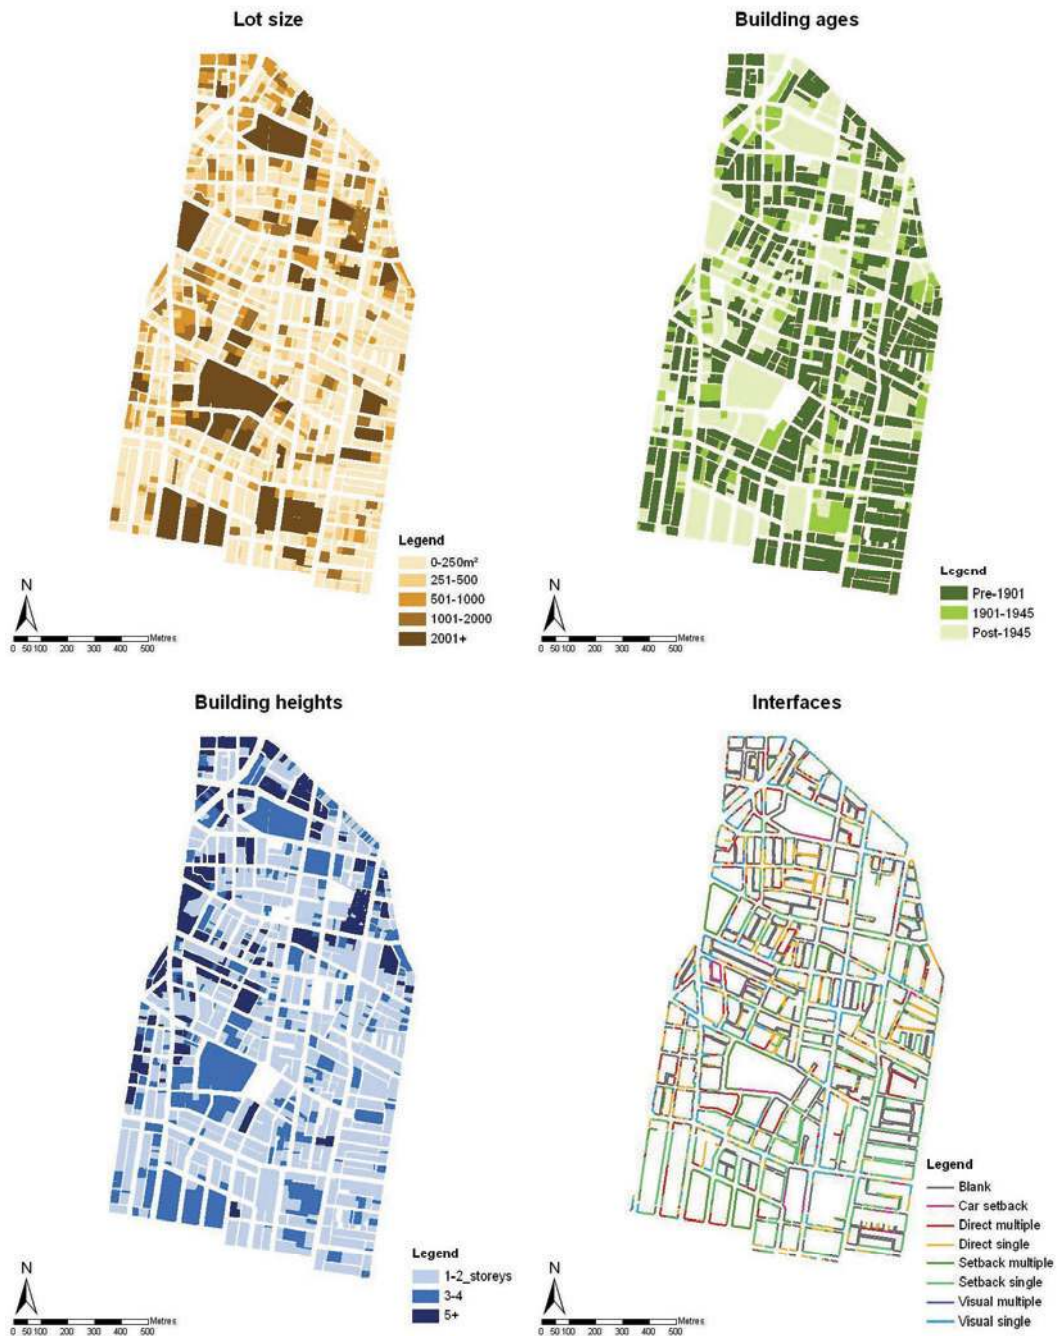 Lot size
Legend
0-250m²
251-500
501-1000
1001-2000
2001+
N
Metres
0 50 100 200 300 400 500
Building ages
Legend
Pre-1901
1901-1945
Post-1945
N
Metres
0 50 100 200 300 400 500
Building heights
Legend
1-2_storeys
3-4
5+
N
Metres
0 50 100 200 300 400 500
Interfaces
Legend
Blank
Car setback
Direct multiple
Direct single
Setback multiple
Setback single
Visual multiple
Visual single
N
Metres
0 50 100 200 300 400 500